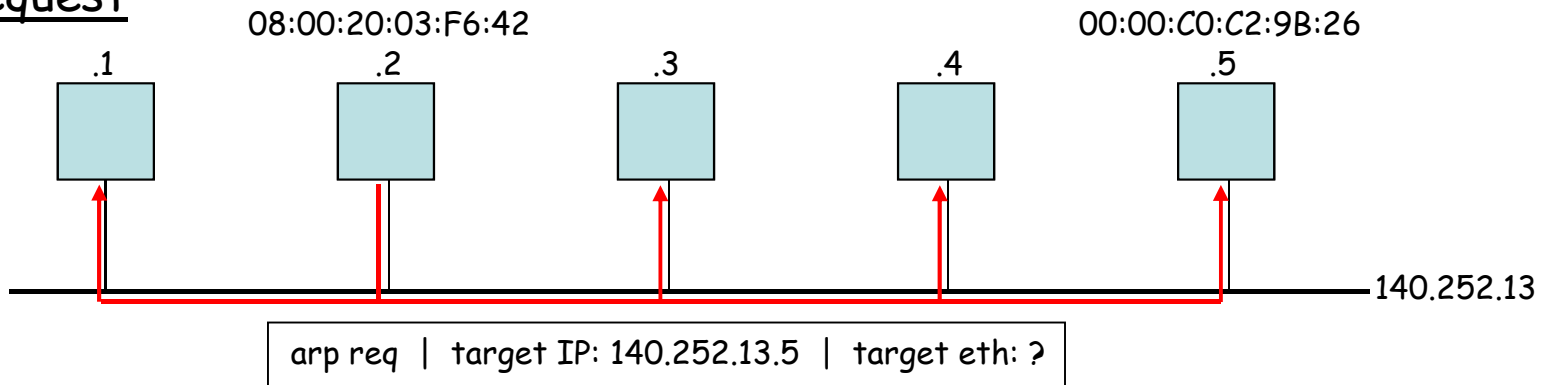 08:00:20:03:F6:42 00:00:C0:C2:9B:26
.1 .2 .3 .4 .5
140.252.13
arp req | target IP: 140.252.13.5 | target eth: ?